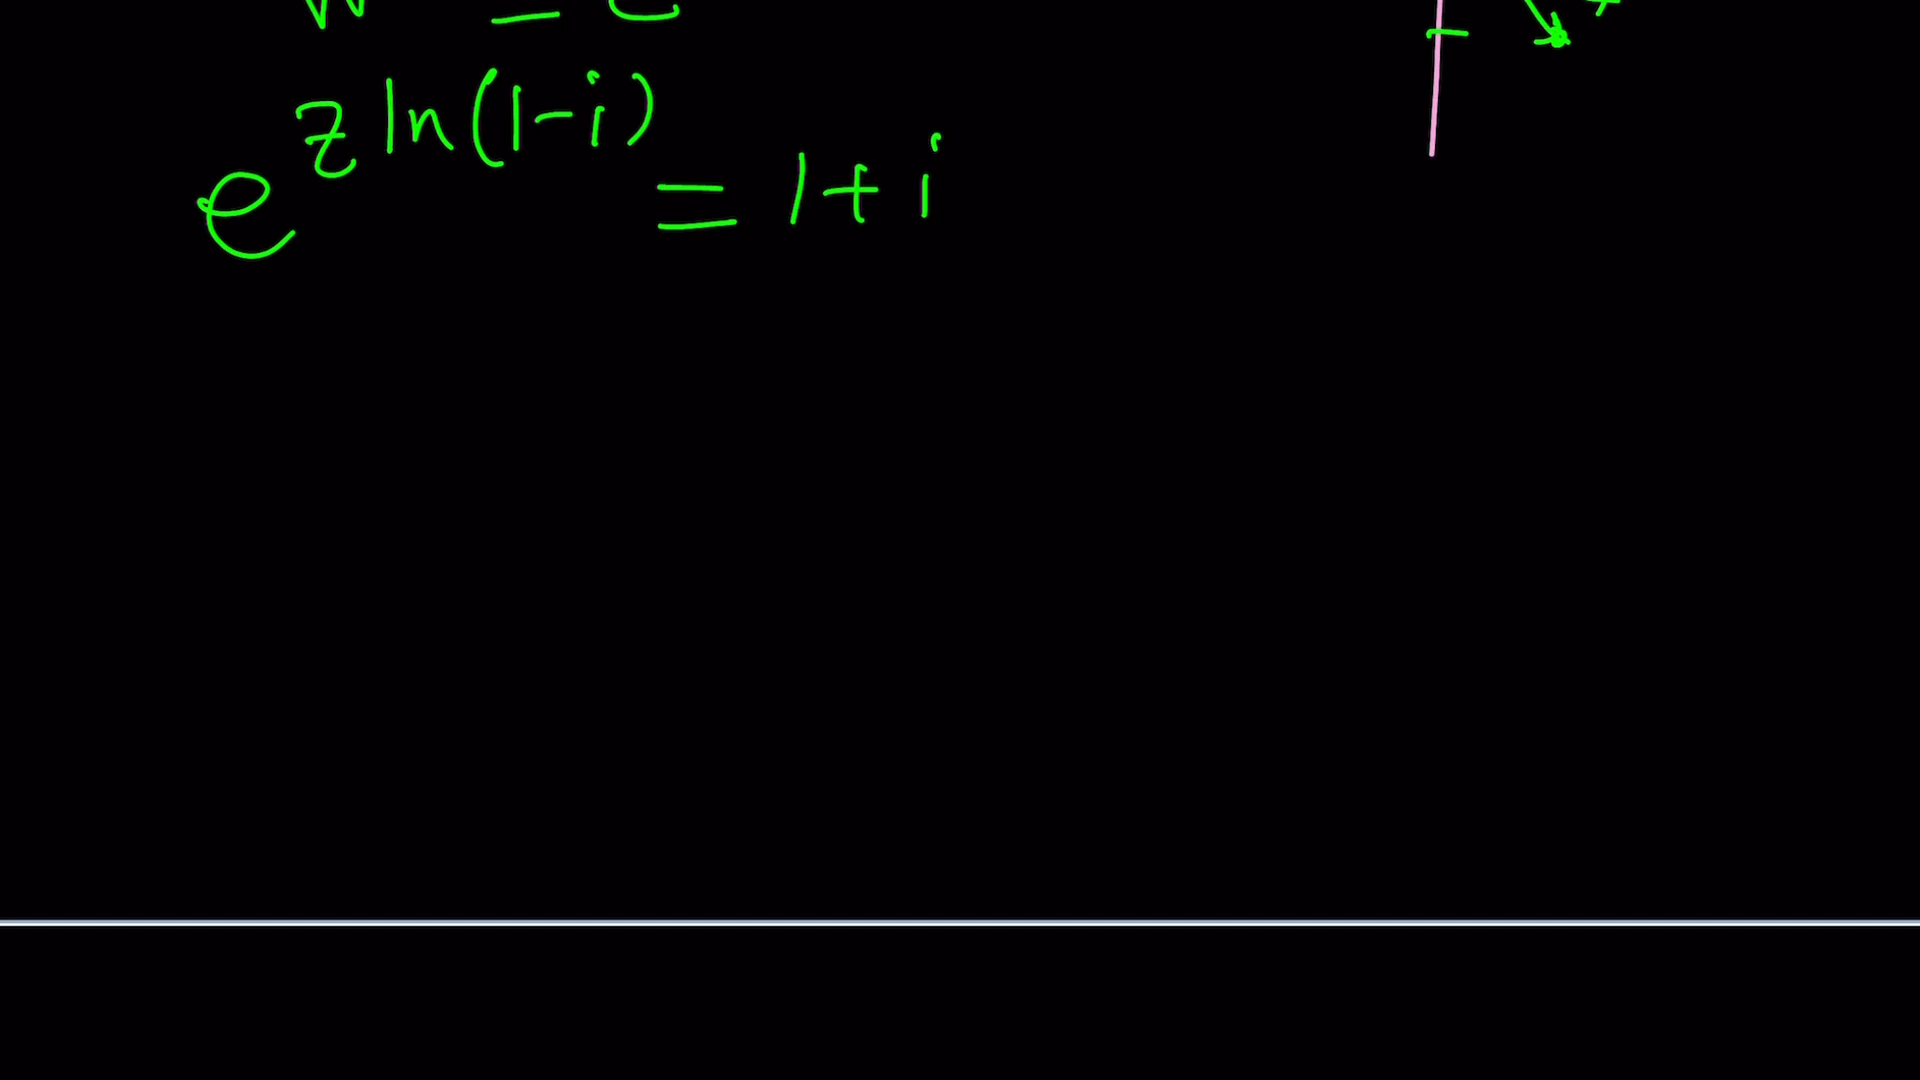 e^{z ln(1-i)} = 1+i